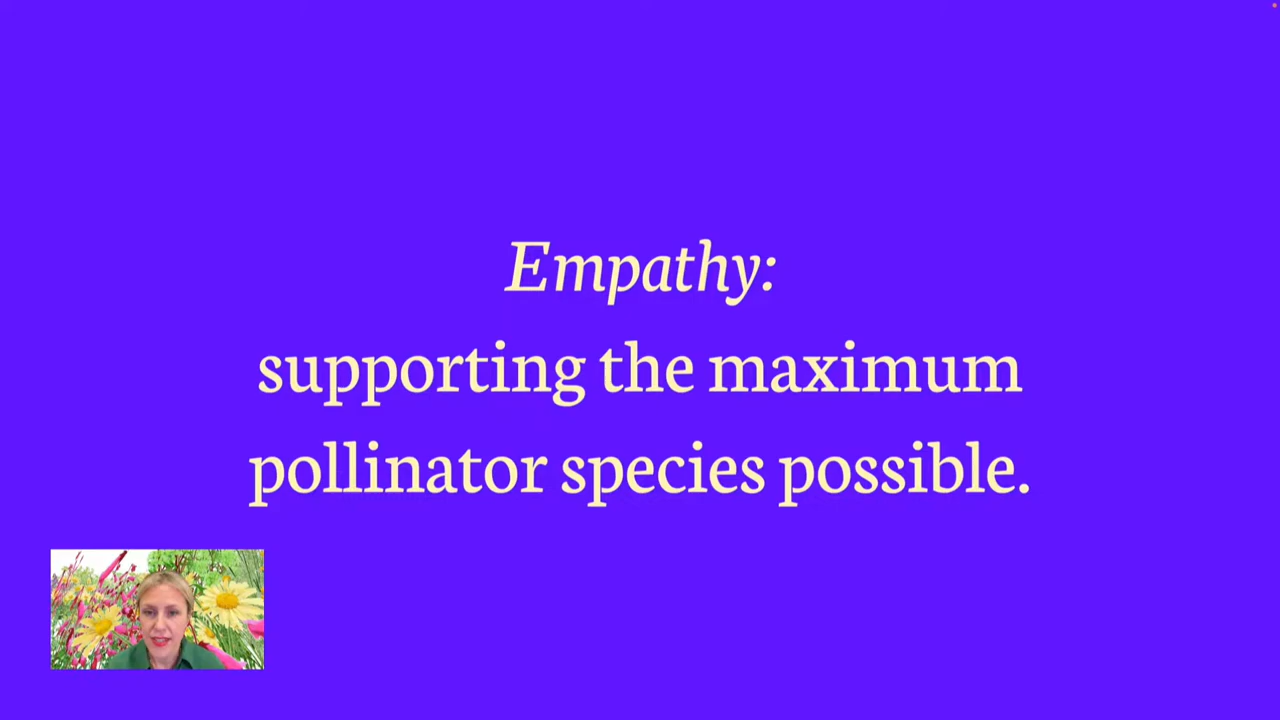 Empathy:
supporting the maximum
pollinator species possible.